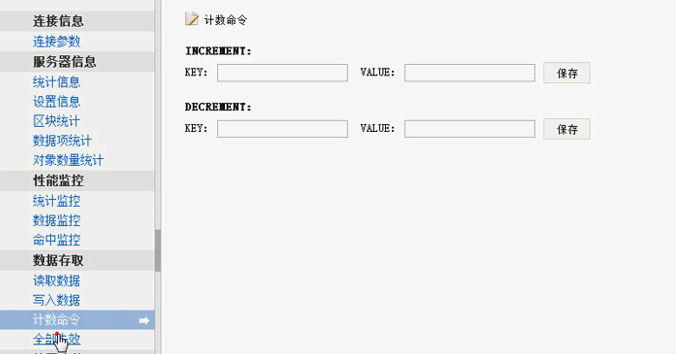 连接信息
连接参数
服务器信息
统计信息
设置信息
区块统计
数据项统计
对象数量统计
性能监控
统计监控
数据监控
命中监控
数据存取
读取数据
写入数据
计数命令
全部失效
计数命令
INCREMENT:
KEY: VALUE: 保存
DECREMENT:
KEY: VALUE: 保存